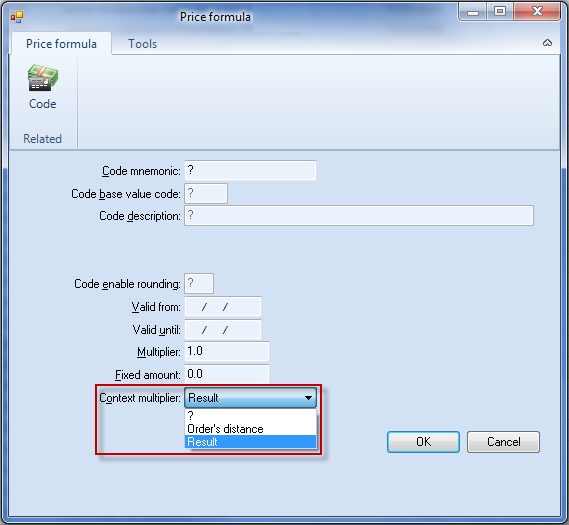 Price formula
Price formula Tools
Code
Related
Code mnemonic: ?
Code base value code: ?
Code description: ?
Code enable rounding: ?
Valid from: / /
Valid until: / /
Multiplier: 1.0
Fixed amount: 0.0
Context multiplier: Result
?
Order's distance
Result
OK Cancel